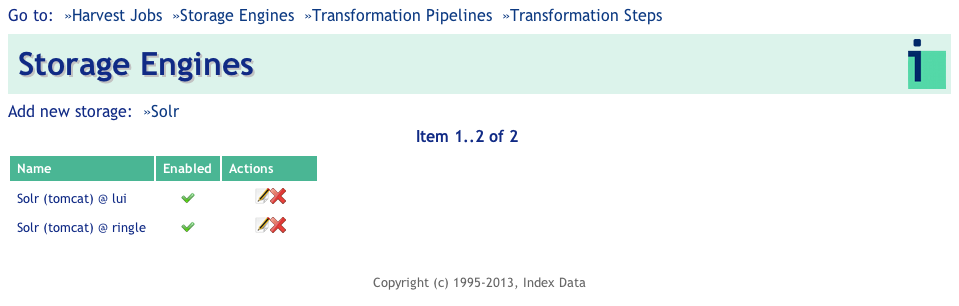 Go to: »Harvest Jobs »Storage Engines »Transformation Pipelines »Transformation Steps
Storage Engines
i
Add new storage: »Solr
Item 1..2 of 2
Name Enabled Actions
Solr (tomcat) @ lui
Solr (tomcat) @ ringle
Copyright (c) 1995-2013, Index Data